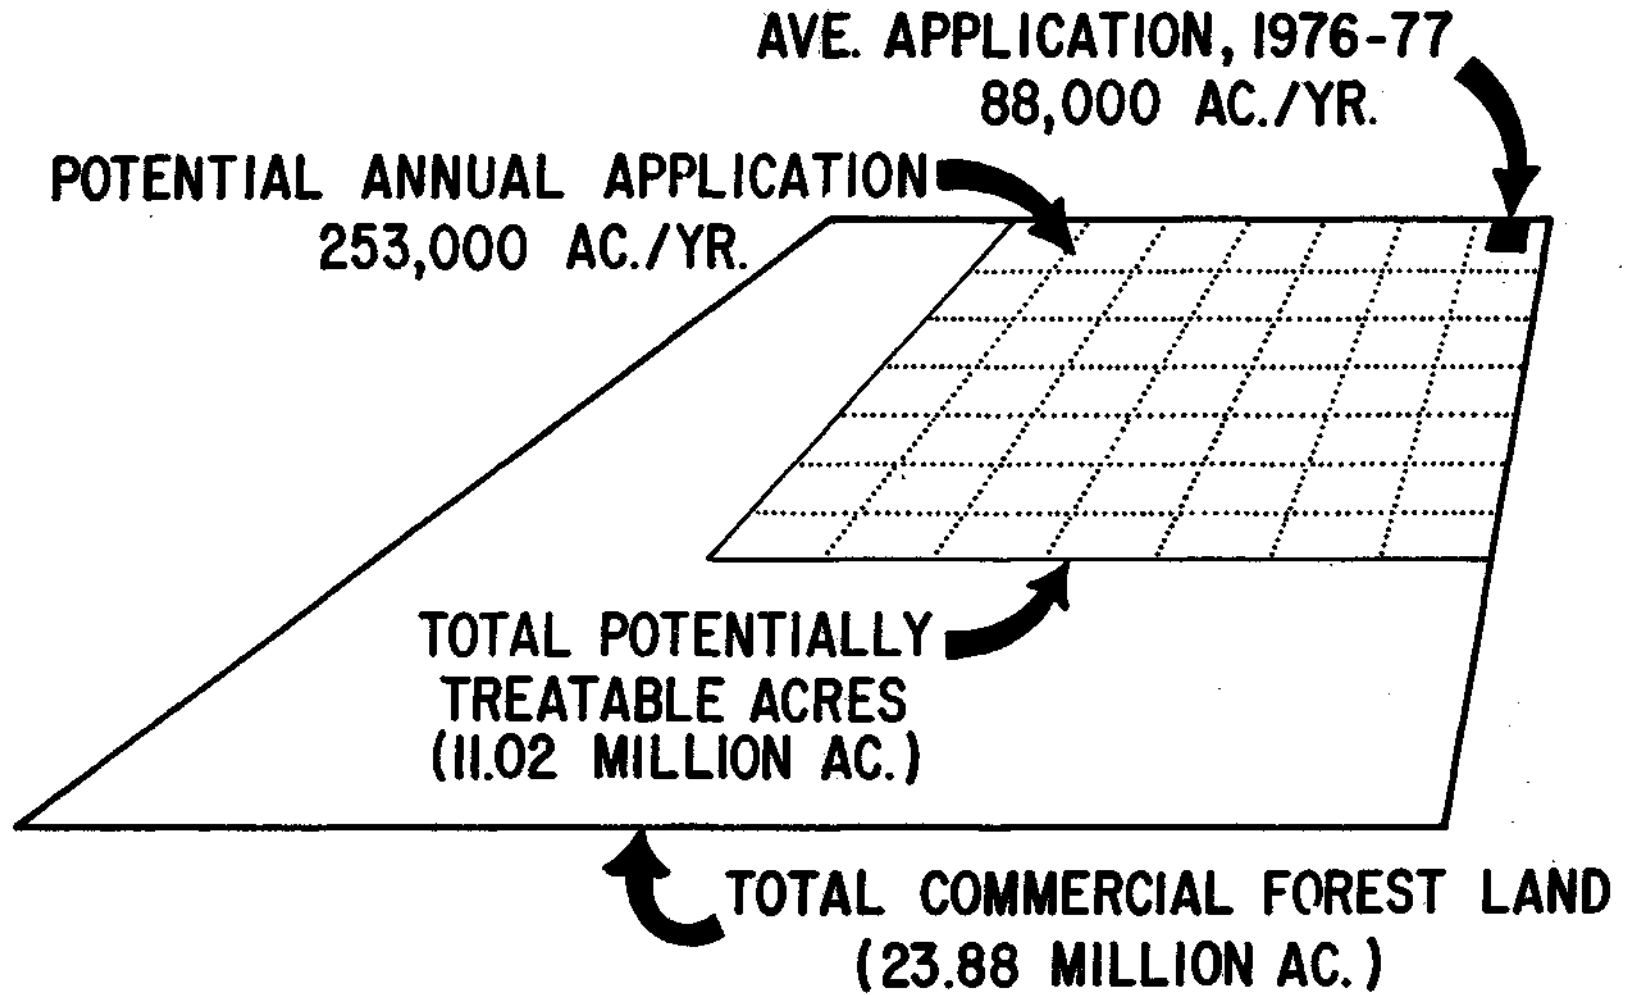 AVE. APPLICATION, 1976-77
88,000 AC./YR.
POTENTIAL ANNUAL APPLICATION
253,000 AC./YR.
TOTAL POTENTIALLY
TREATABLE ACRES
(11.02 MILLION AC.)
TOTAL COMMERCIAL FOREST LAND
(23.88 MILLION AC.)